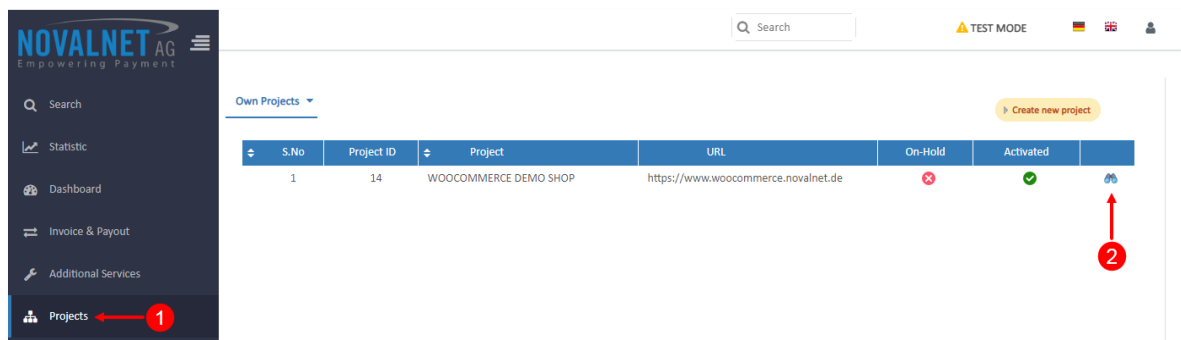 NOVALNET AG
Empowering Payment
Search
TEST MODE
Search
Statistic
Dashboard
Invoice & Payout
Additional Services
Projects
1
Own Projects
Create new project
S.No Project ID Project URL On-Hold Activated
1 14 WOOCOMMERCE DEMO SHOP https://www.woocommerce.novalnet.de
2